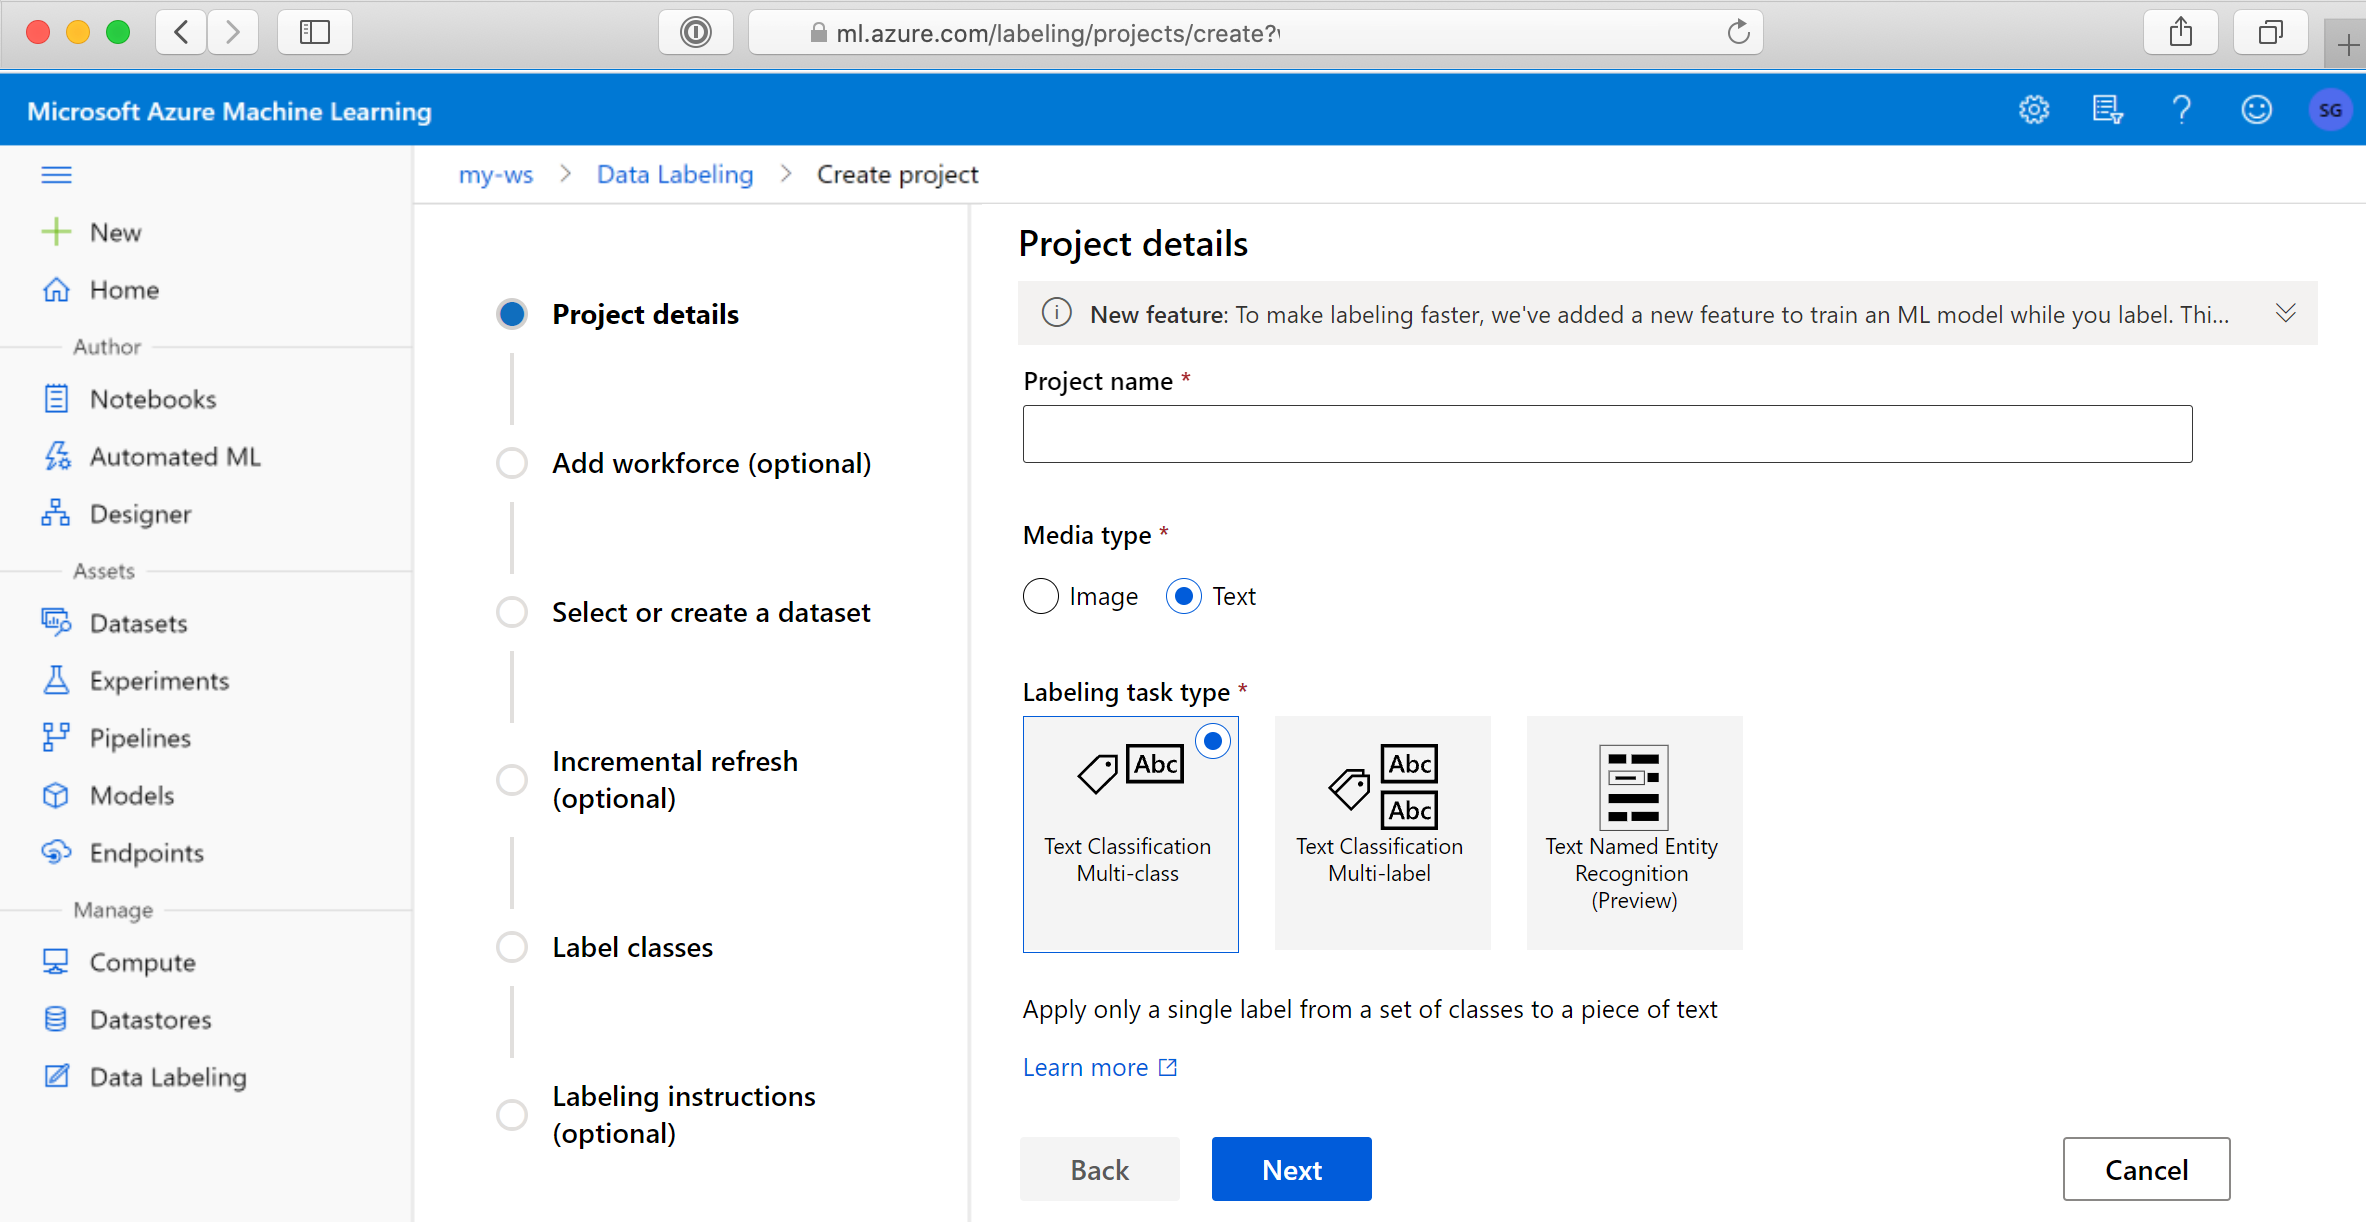 ml.azure.com/labeling/projects/create?
Microsoft Azure Machine Learning
SG
my-ws > Data Labeling > Create project
New
Home
Author
Notebooks
Automated ML
Designer
Assets
Datasets
Experiments
Pipelines
Models
Endpoints
Manage
Compute
Datastores
Data Labeling
Project details
Add workforce (optional)
Select or create a dataset
Incremental refresh
(optional)
Label classes
Labeling instructions
(optional)
Project details
New feature: To make labeling faster, we've added a new feature to train an ML model while you label. Thi...
Project name *
Media type *
Image Text
Labeling task type *
Abc
Text Classification
Multi-class
Abc
Abc
Text Classification
Multi-label
Text Named Entity
Recognition
(Preview)
Apply only a single label from a set of classes to a piece of text
Learn more
Back Next Cancel